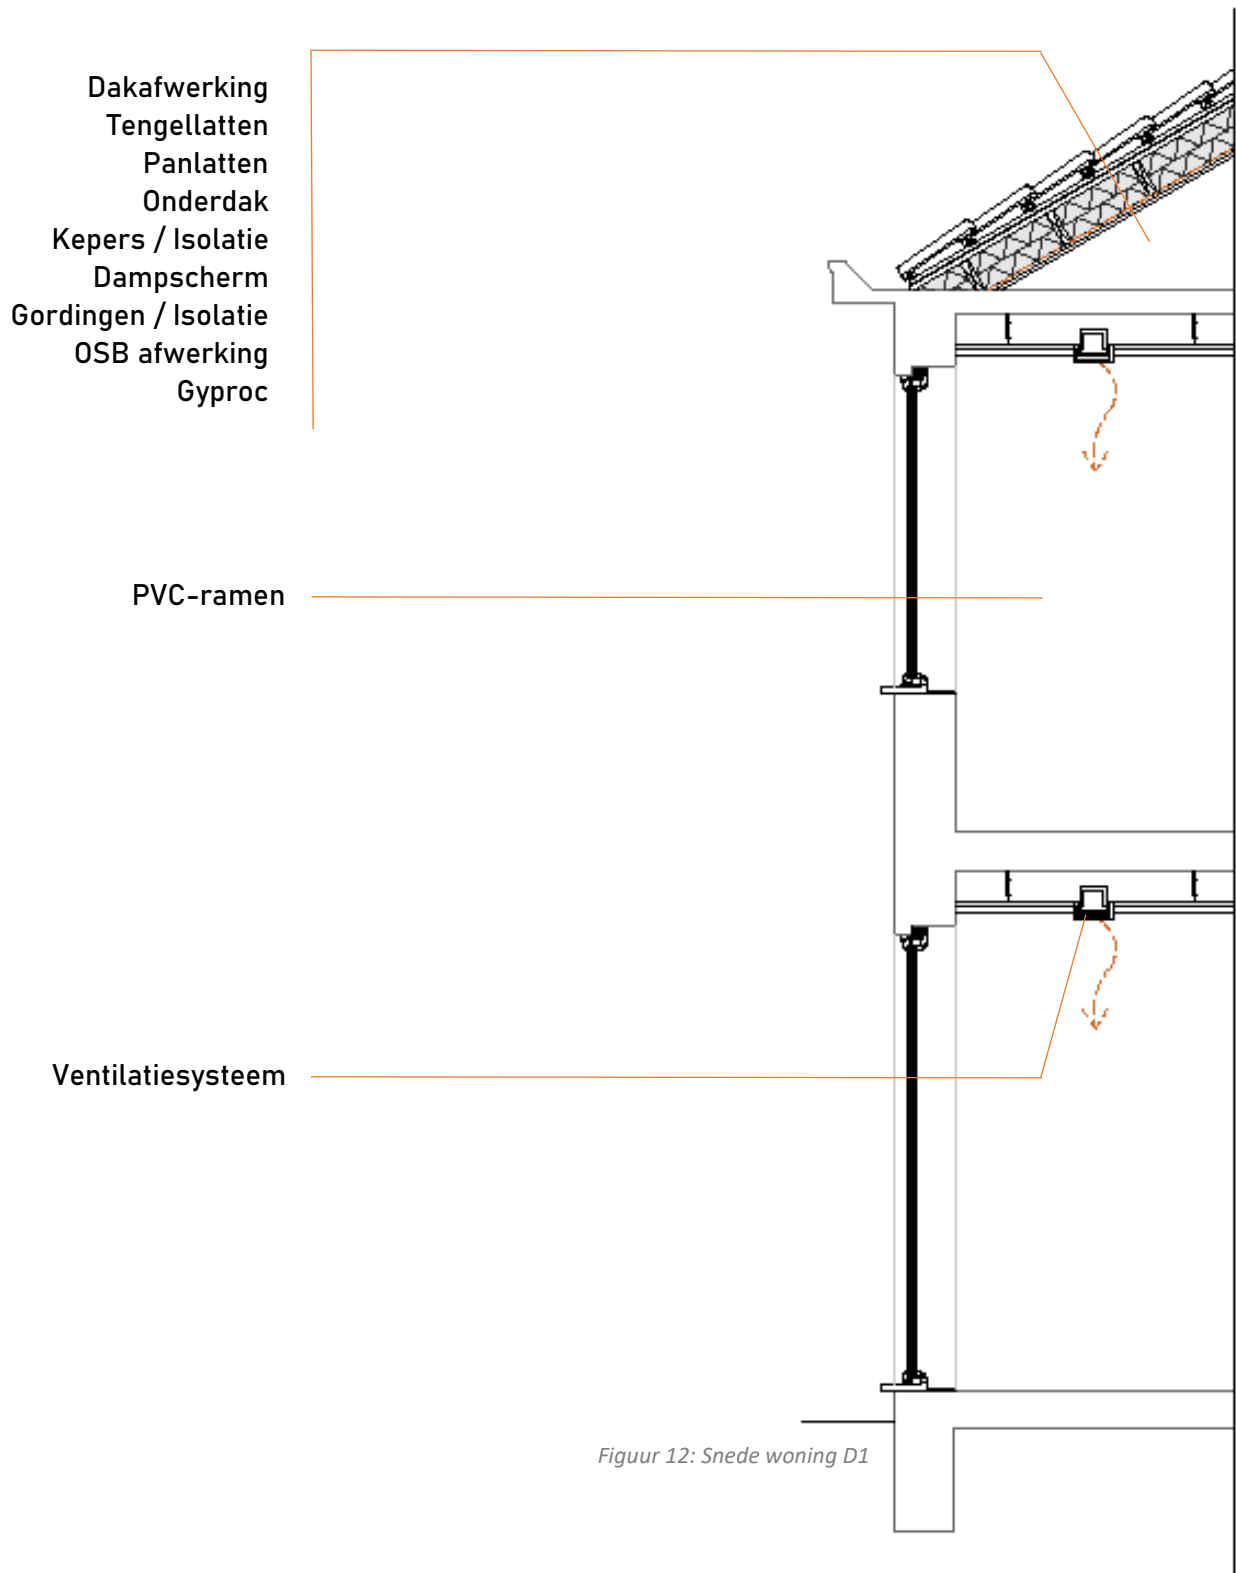 Dakafwerking
Tengellatten
Panlatten
Onderdak
Kepers / Isolatie
Dampscherm
Gordingen / Isolatie
OSB afwerking
Gyproc
PVC-ramen
Ventilatiesysteem
Figuur 12: Snede woning D1